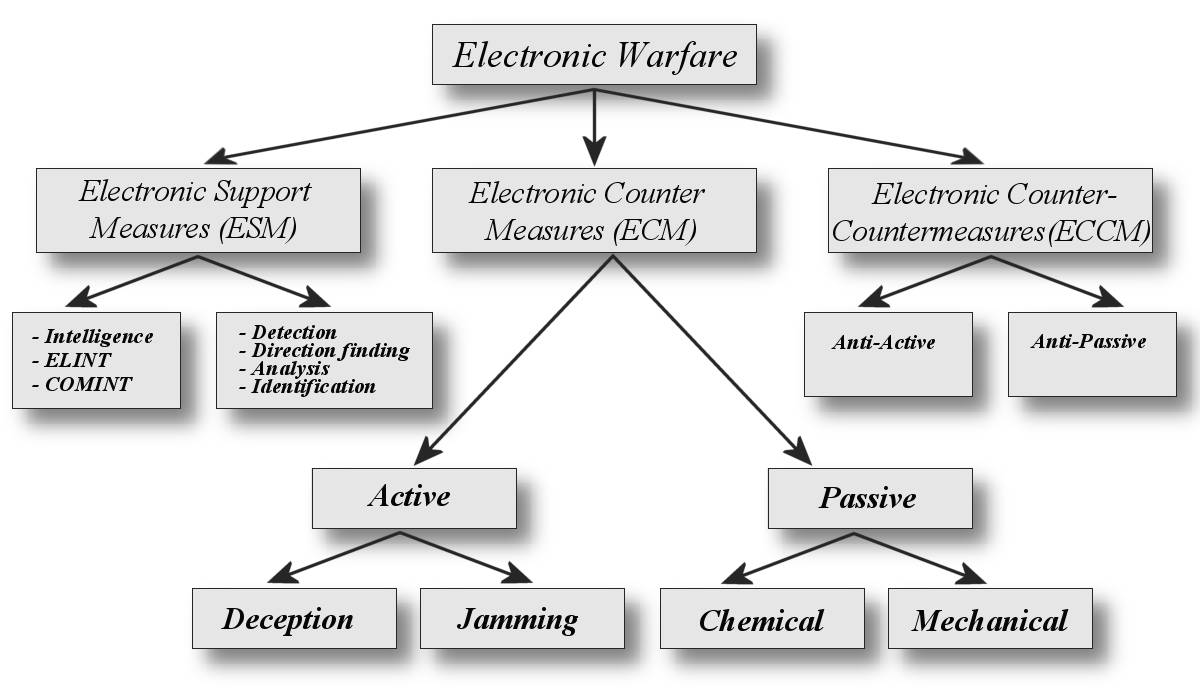 Electronic Warfare
Electronic Support
Measures (ESM)
Electronic Counter
Measures (ECM)
Electronic Counter-
Countermeasures(ECCM)
- Intelligence
- ELINT
- COMINT
- Detection
- Direction finding
- Analysis
- Identification
Anti-Active
Anti-Passive
Active
Passive
Deception
Jamming
Chemical
Mechanical